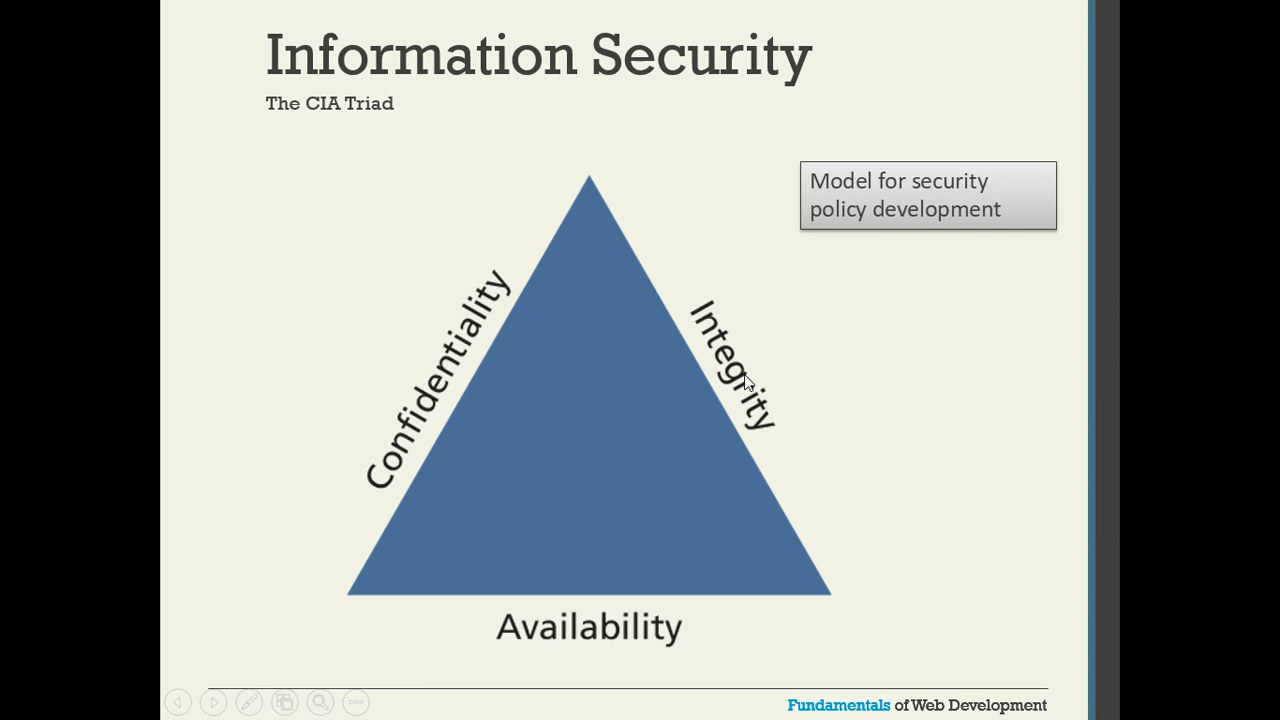 Information Security
The CIA Triad
Model for security
policy development
Confidentiality
Integrity
Availability
Fundamentals of Web Development